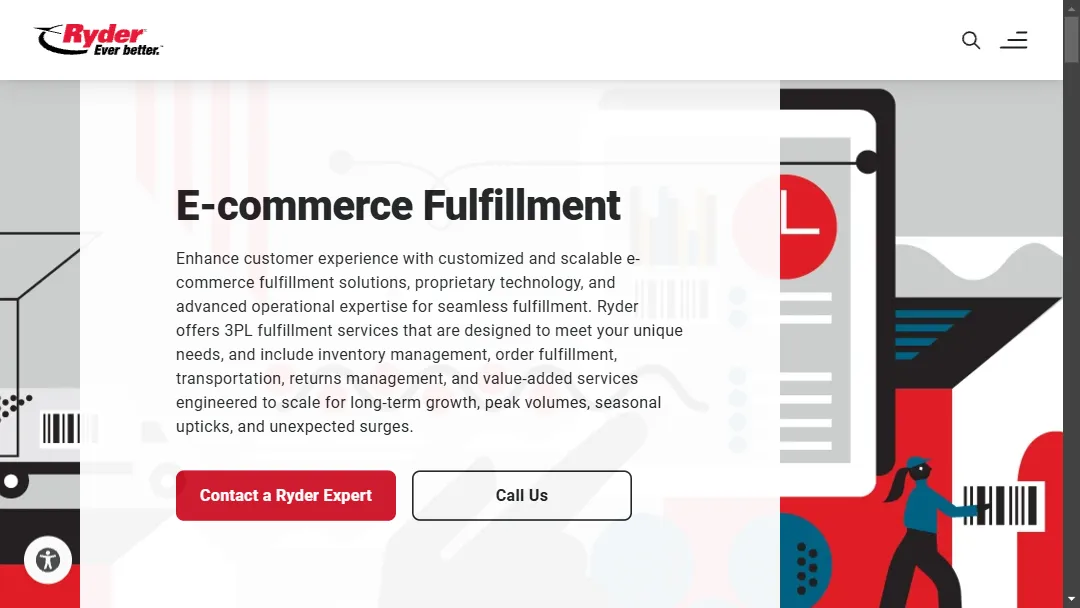 Ryder
Ever better.™
E-commerce Fulfillment
Enhance customer experience with customized and scalable e-
commerce fulfillment solutions, proprietary technology, and
advanced operational expertise for seamless fulfillment. Ryder
offers 3PL fulfillment services that are designed to meet your unique
needs, and include inventory management, order fulfillment,
transportation, returns management, and value-added services
engineered to scale for long-term growth, peak volumes, seasonal
upticks, and unexpected surges.
Contact a Ryder Expert
Call Us